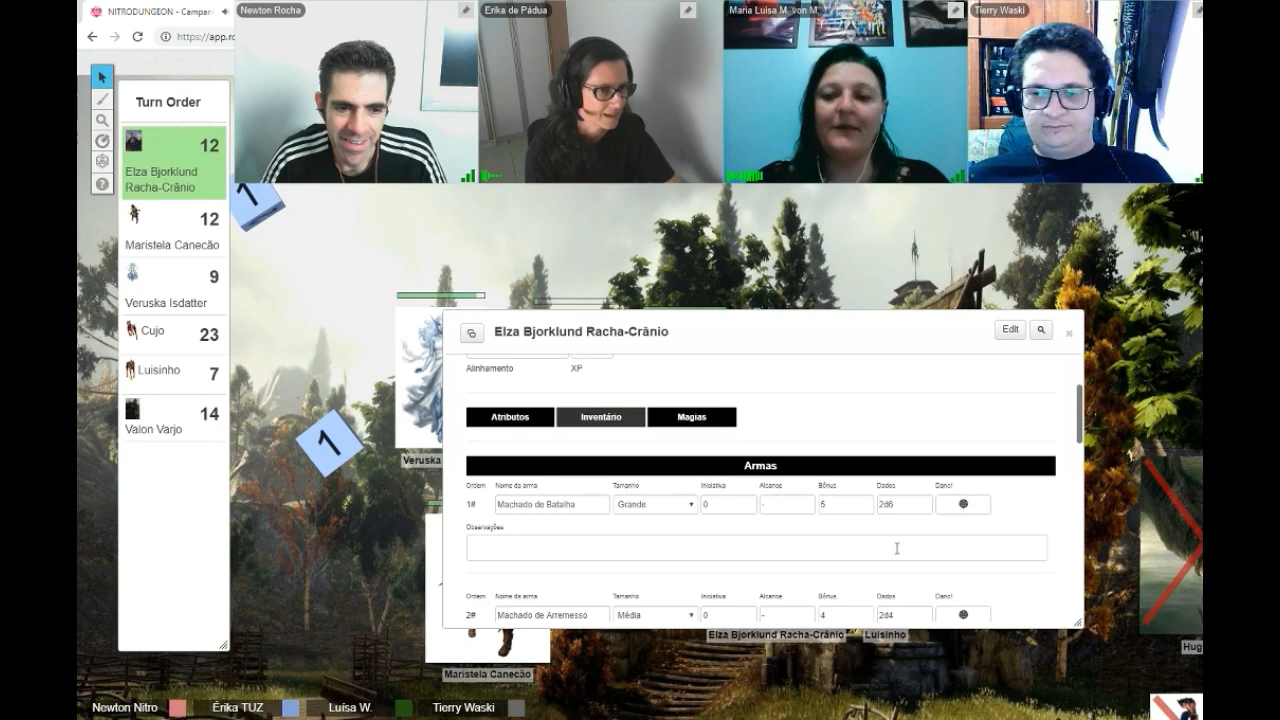 NITRODUNGEON - Campan
https://app.ro
Newton Rocha
Erika de Pádua
Maria Luisa M. von M.
Tierry Waski
Turn Order
12
Elza Bjorklund
Racha-Crânio
12
Maristela Canecão
9
Veruska Isdatter
Cujo
23
Luisinho
7
14
Valon Varjo
1
1
Veruska
Elza Bjorklund Racha-Crânio
Edit
Alinhamento XP
Atributos Inventário Magias
Armas
Ordem Nome da arma Tamanho Iniciativa Alcance Bônus Dados Dano!
1# Machado de Batalha Grande 0 - 5 2d6
Observações
Ordem Nome da arma Tamanho Iniciativa Alcance Bônus Dados Dano!
2# Machado de Arremesso Média 0 - 4 2d4
Elza Bjorklund Racha-Crânio Luisinho
Hug
Maristela Canecão
Newton Nitro Érika TUZ Luísa W. Tierry Waski